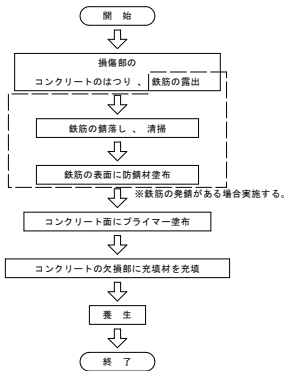 開　始
損傷部の
コンクリートのはつり 、 鉄筋の露出
鉄筋の錆落し 、 清掃
鉄筋の表面に防錆材塗布
※鉄筋の発錆がある場合実施する。
コンクリート面にプライマー塗布
コンクリートの欠損部に充填材を充填
養　生
終　了